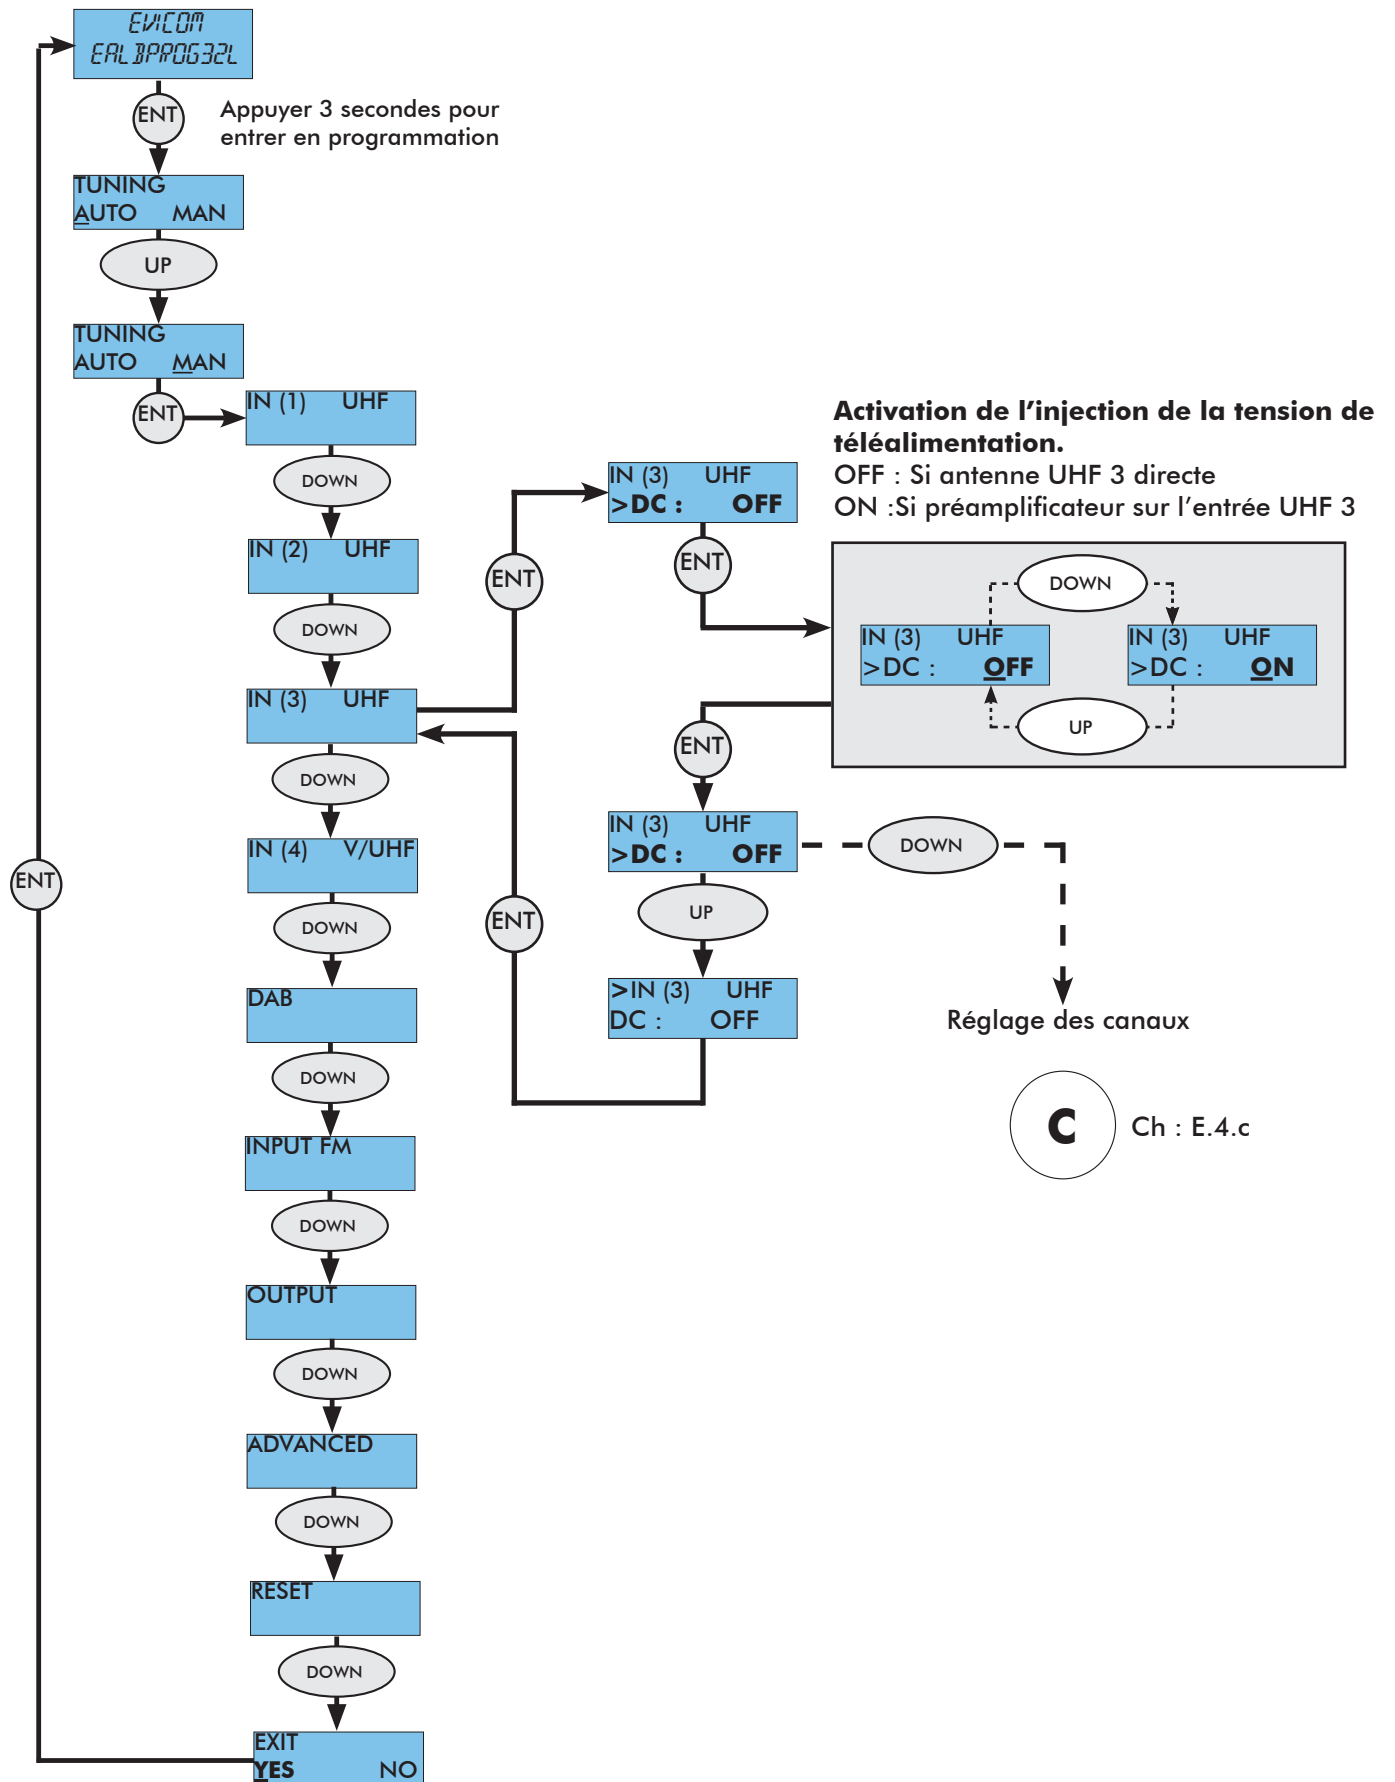 EVICOM
EALBPROG32L
ENT
Appuyer 3 secondes pour
entrer en programmation
TUNING
AUTO MAN
UP
TUNING
AUTO MAN
ENT
IN (1) UHF
DOWN
IN (2) UHF
DOWN
IN (3) UHF
DOWN
IN (4) V/UHF
DOWN
DAB
DOWN
INPUT FM
DOWN
OUTPUT
DOWN
ADVANCED
DOWN
RESET
DOWN
EXIT
YES NO
ENT
ENT
IN (3) UHF
>DC : OFF
ENT
Activation de l’injection de la tension de
téléalimentation.
OFF : Si antenne UHF 3 directe
ON :Si préamplificateur sur l’entrée UHF 3
DOWN
IN (3) UHF
>DC : OFF
IN (3) UHF
>DC : ON
UP
ENT
IN (3) UHF
>DC : OFF
DOWN
UP
ENT
>IN (3) UHF
DC : OFF
Réglage des canaux
C
Ch : E.4.c